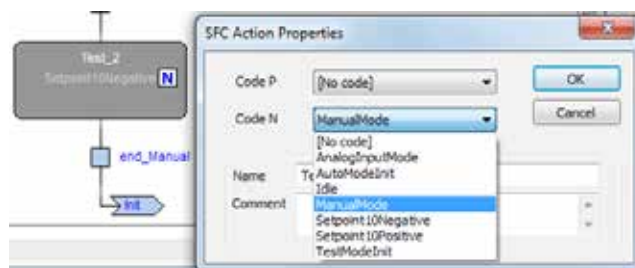 Test_2
Setpoint10Negative N
end_Manual
Init
SFC Action Properties
Code P [No code] OK
Code N ManualMode Cancel
[No code]
AnalogInputMode
Name Te AutoModeInit
Idle
Comment ManualMode
Setpoint10Negative
Setpoint10Positive
TestModeInit